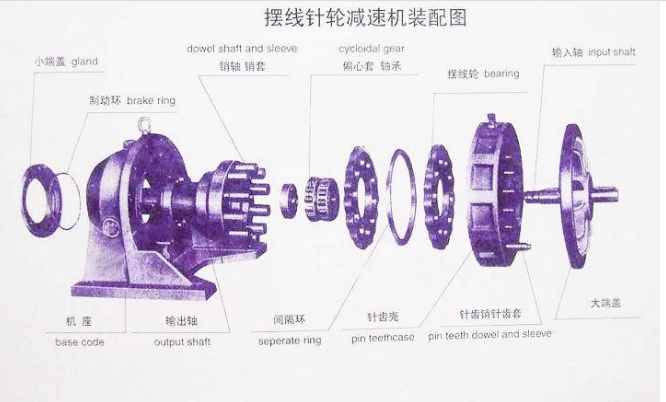 摆线针轮减速机装配图
小端盖 gland
制动环 brake ring
dowel shaft and sleeve
销轴 销套
cycloidal gear
偏心套 轴承
摆线轮 bearing
输入轴 input shaft
机 座
base code
输出轴
output shaft
间隔环
seperate ring
针齿壳
pin teethcase
针齿销针齿套
pin teeth dowel and sleeve
大端盖